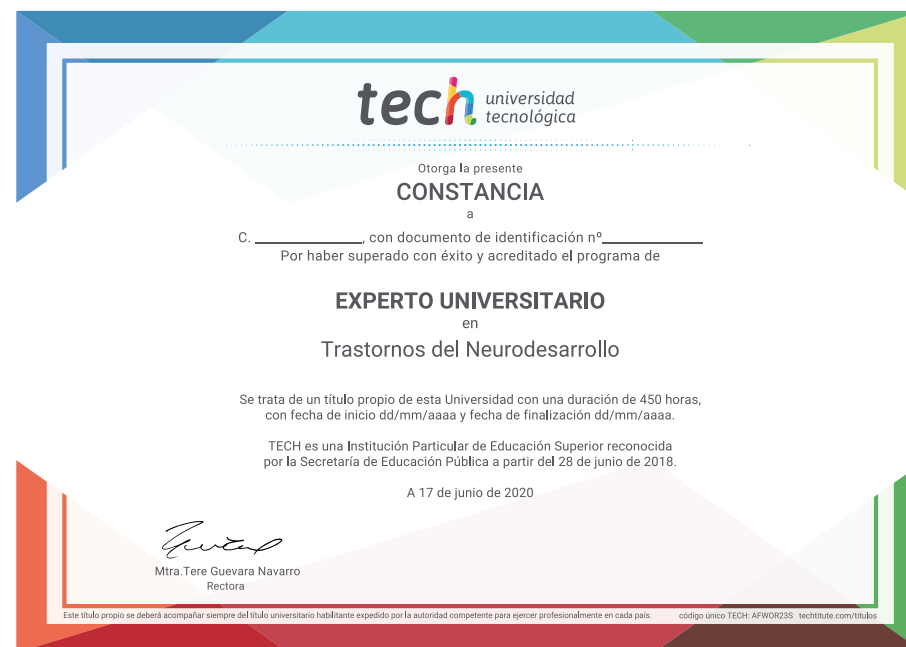 tech universidad
tecnológica
Otorga la presente
CONSTANCIA
a
C. ______________, con documento de identificación nº_____________
Por haber superado con éxito y acreditado el programa de
EXPERTO UNIVERSITARIO
en
Trastornos del Neurodesarrollo
Se trata de un título propio de esta Universidad con una duración de 450 horas,
con fecha de inicio dd/mm/aaaa y fecha de finalización dd/mm/aaaa.
TECH es una Institución Particular de Educación Superior reconocida
por la Secretaría de Educación Pública a partir del 28 de junio de 2018.
A 17 de junio de 2020
Mtra.Tere Guevara Navarro
Rectora
Este título propio se deberá acompañar siempre del título universitario habilitante expedido por la autoridad competente para ejercer profesionalmente en cada país. código único TECH: AFWOR23S techtitute.com/titulos